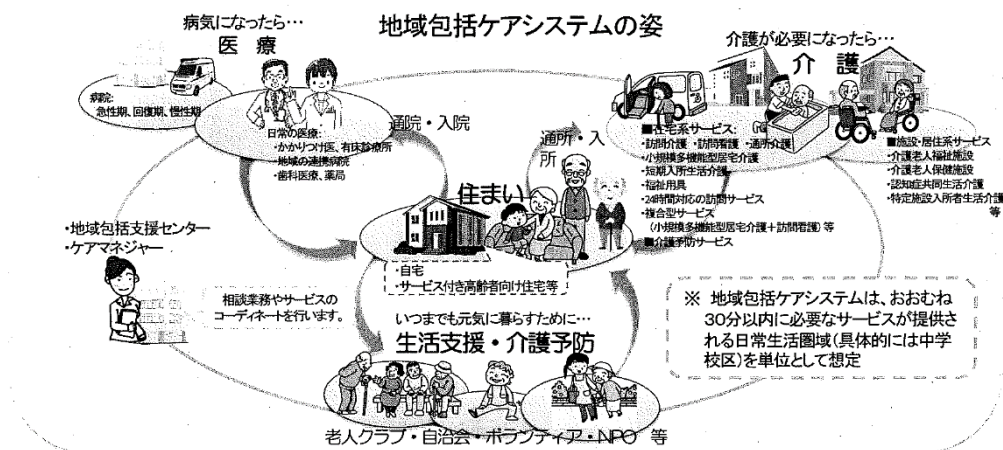 地域包括ケアシステムの姿
病気になったら…
医 療
病院:
急性期、回復期、慢性期
日常の医療:
・かかりつけ医、有床診療所
・地域の連携病院
・歯科医療、薬局
通院・入院
通所・入
所
介護が必要になったら…
介 護
■在宅系サービス:
・訪問介護 ・訪問看護 ・通所介護
・小規模多機能型居宅介護
・短期入所生活介護
・福祉用具
・24時間対応の訪問サービス
・複合型サービス
(小規模多機能型居宅介護+訪問看護)等
■介護予防サービス
■施設・居住系サービス
・介護老人福祉施設
・介護老人保健施設
・認知症共同生活介護
・特定施設入所者生活介護
等
住まい
・自宅
・サービス付き高齢者向け住宅等
・地域包括支援センター
・ケアマネジャー
相談業務やサービスの
コーディネートを行います。
いつまでも元気に暮らすために…
生活支援・介護予防
老人クラブ・自治会・ボランティア・NPO 等
※ 地域包括ケアシステムは、おおむね
30分以内に必要なサービスが提供さ
れる日常生活圏域(具体的には中学
校区)を単位として想定